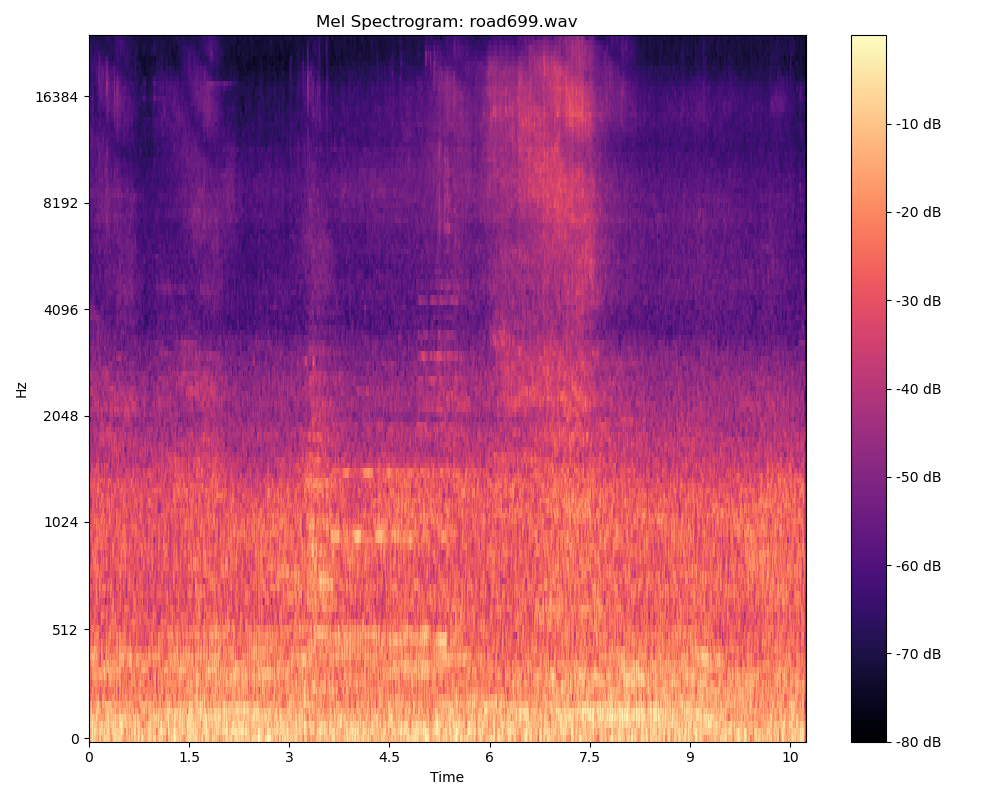 Mel Spectrogram: road699.wav
16384
8192
4096
2048
1024
512
0
Hz
0 1.5 3 4.5 6 7.5 9 10
Time
-10 dB
-20 dB
-30 dB
-40 dB
-50 dB
-60 dB
-70 dB
-80 dB